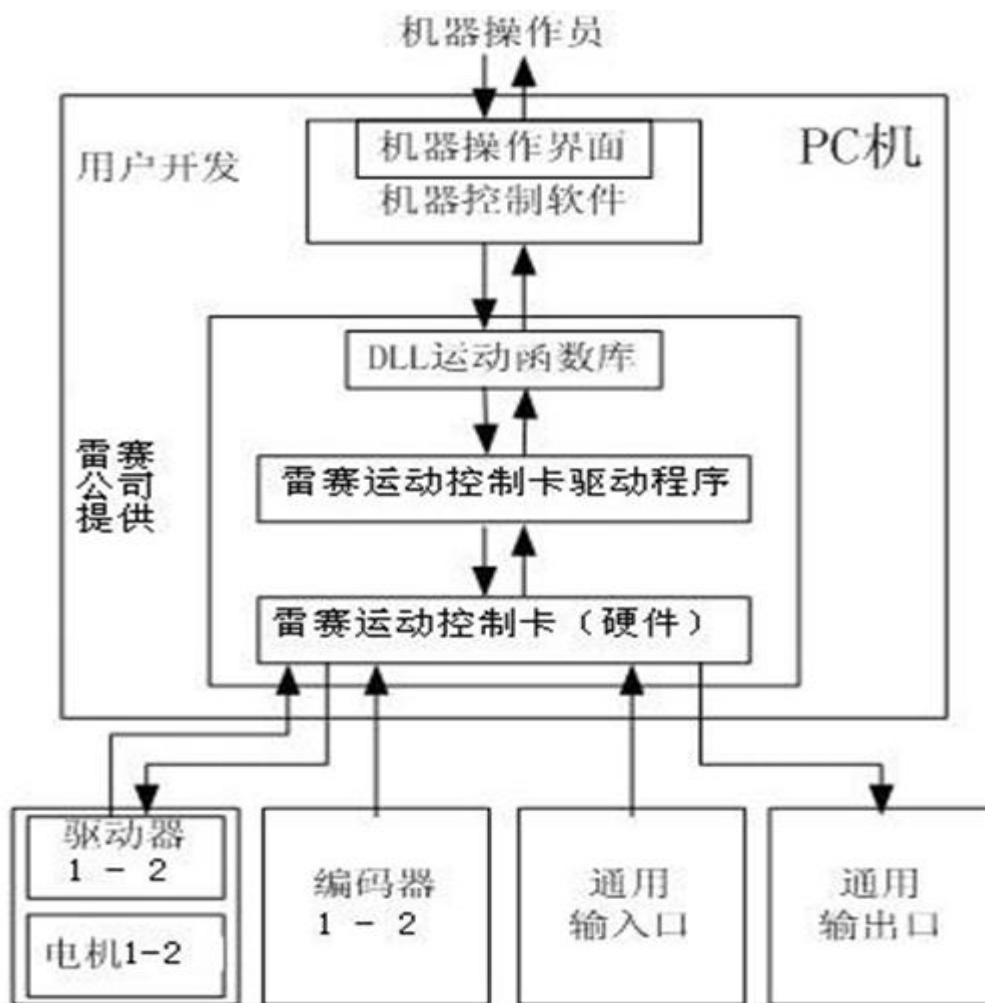 机器操作员
PC机
用户开发
机器操作界面
机器控制软件
DLL运动函数库
雷赛
公司
提供
雷赛运动控制卡驱动程序
雷赛运动控制卡（硬件）
驱动器
1 - 2
电机1-2
编码器
1 - 2
通用
输入口
通用
输出口